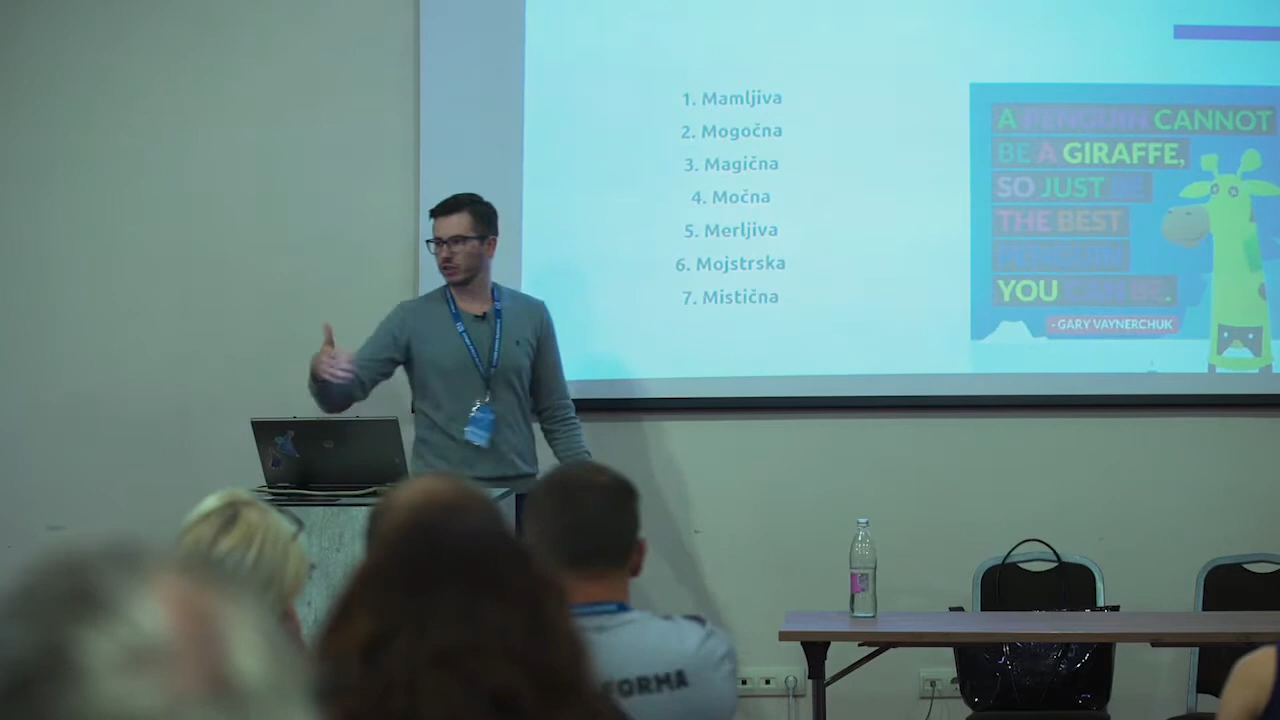 1. Mamljiva
2. Mogočna
3. Magična
4. Močna
5. Merljiva
6. Mojstrska
7. Mistična
A PENGUIN CANNOT
BE A GIRAFFE,
SO JUST BE
THE BEST
PENGUIN
YOU CAN BE.
- GARY VAYNERCHUK
FORMA